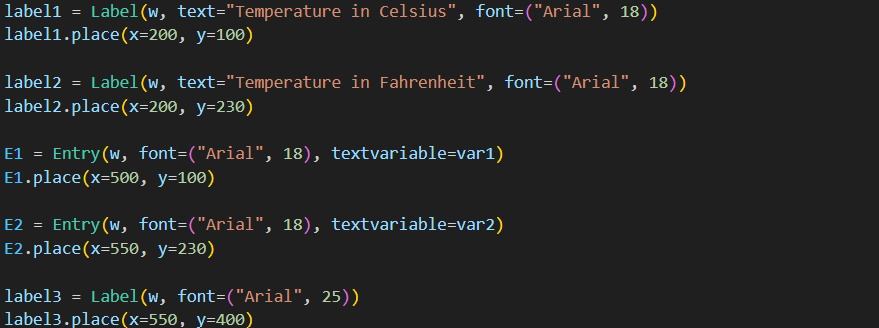 label1 = Label(w, text="Temperature in Celsius", font=("Arial", 18))
label1.place(x=200, y=100)
label2 = Label(w, text="Temperature in Fahrenheit", font=("Arial", 18))
label2.place(x=200, y=230)
E1 = Entry(w, font=("Arial", 18), textvariable=var1)
E1.place(x=500, y=100)
E2 = Entry(w, font=("Arial", 18), textvariable=var2)
E2.place(x=550, y=230)
label3 = Label(w, font=("Arial", 25))
label3.place(x=550, y=400)